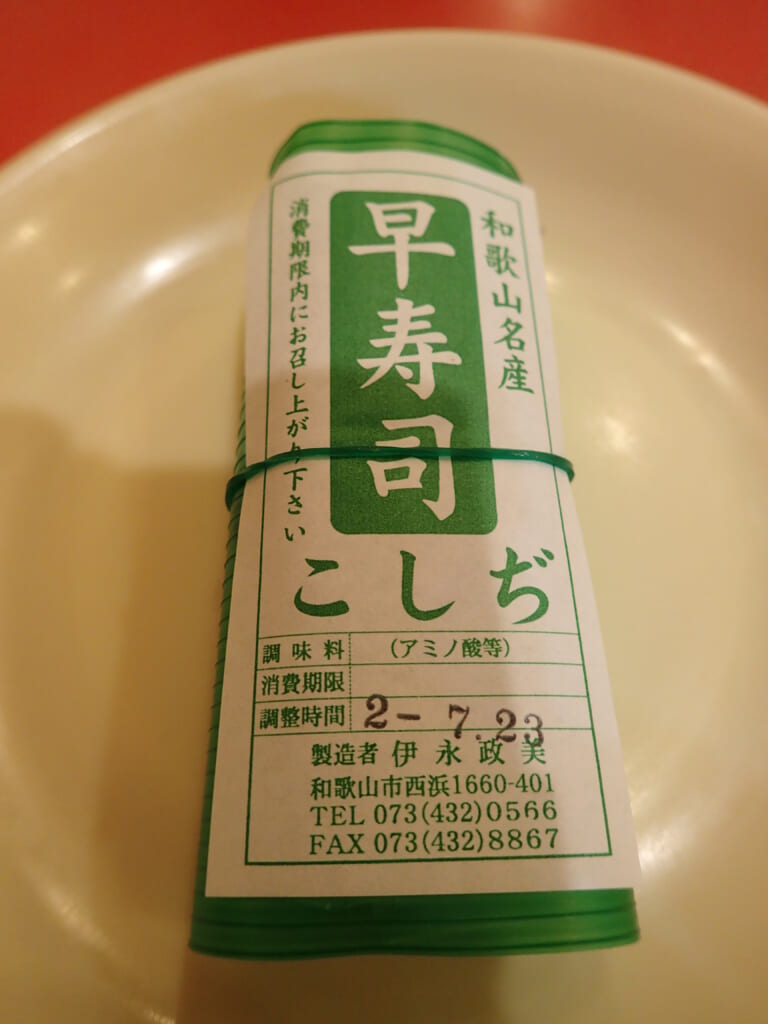 和歌山名産
早寿司
消費期限内にお召し上がり下さい
こしぢ
調味料 (アミノ酸等)
消費期限
調整時間 2-7.23
製造者 伊永政美
和歌山市西浜1660-401
TEL 073(432)0566
FAX 073(432)8867